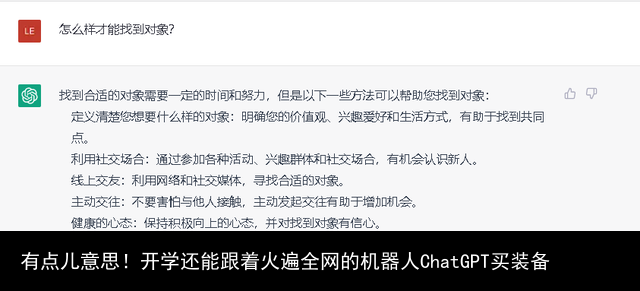 LE
怎么样才能找到对象？
找到合适的对象需要一定的时间和努力，但是以下一些方法可以帮助您找到对象：
定义清楚您想要什么样的对象：明确您的价值观、兴趣爱好和生活方式，有助于找到共同
点。
利用社交场合：通过参加各种活动、兴趣群体和社交场合，有机会认识新人。
线上交友：利用网络和社交媒体，寻找合适的对象。
主动交往：不要害怕与他人接触，主动发起交往有助于增加机会。
健康的心态：保持积极向上的心态，并对找到对象有信心。
有点儿意思！开学还能跟着火遍全网的机器人ChatGPT买装备